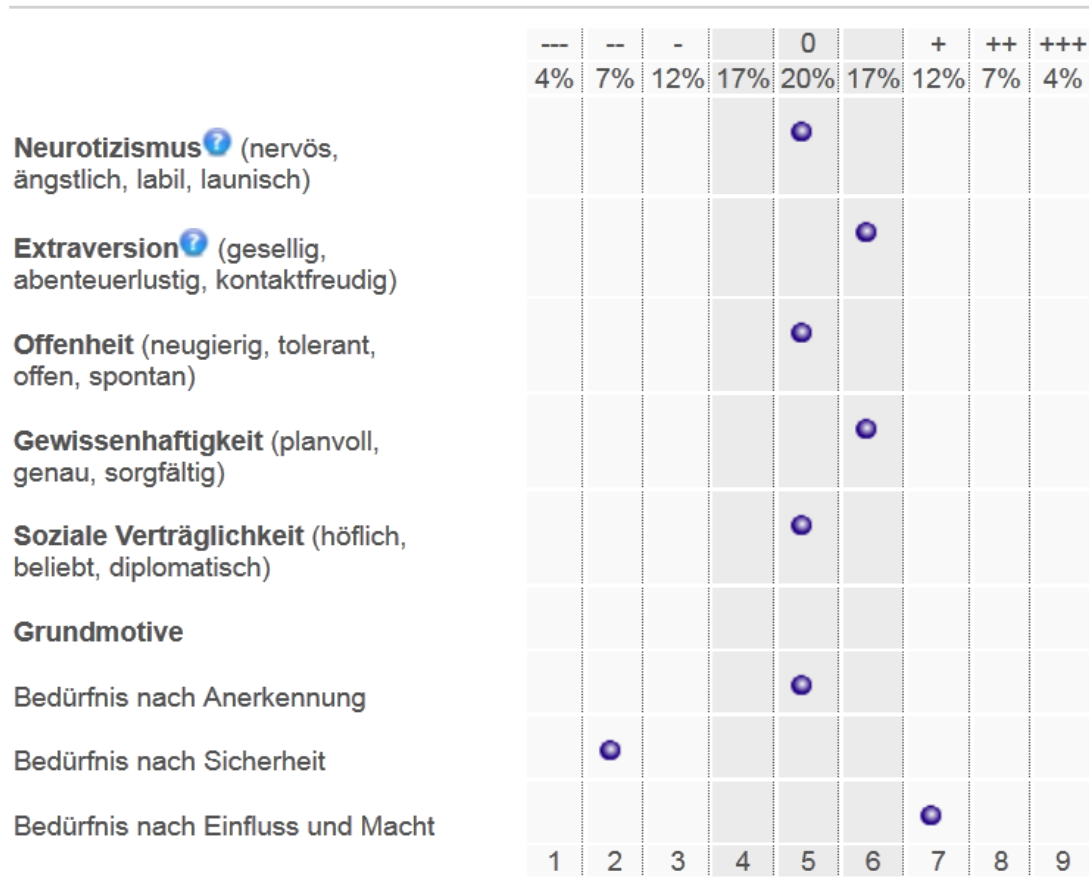 --- -- - 0 + ++ +++
4% 7% 12% 17% 20% 17% 12% 7% 4%
Neurotizismus? (nervös,
ängstlich, labil, launisch)
Extraversion? (gesellig,
abenteuerlustig, kontaktfreudig)
Offenheit (neugierig, tolerant,
offen, spontan)
Gewissenhaftigkeit (planvoll,
genau, sorgfältig)
Soziale Verträglichkeit (höflich,
beliebt, diplomatisch)
Grundmotive
Bedürfnis nach Anerkennung
Bedürfnis nach Sicherheit
Bedürfnis nach Einfluss und Macht
1 2 3 4 5 6 7 8 9